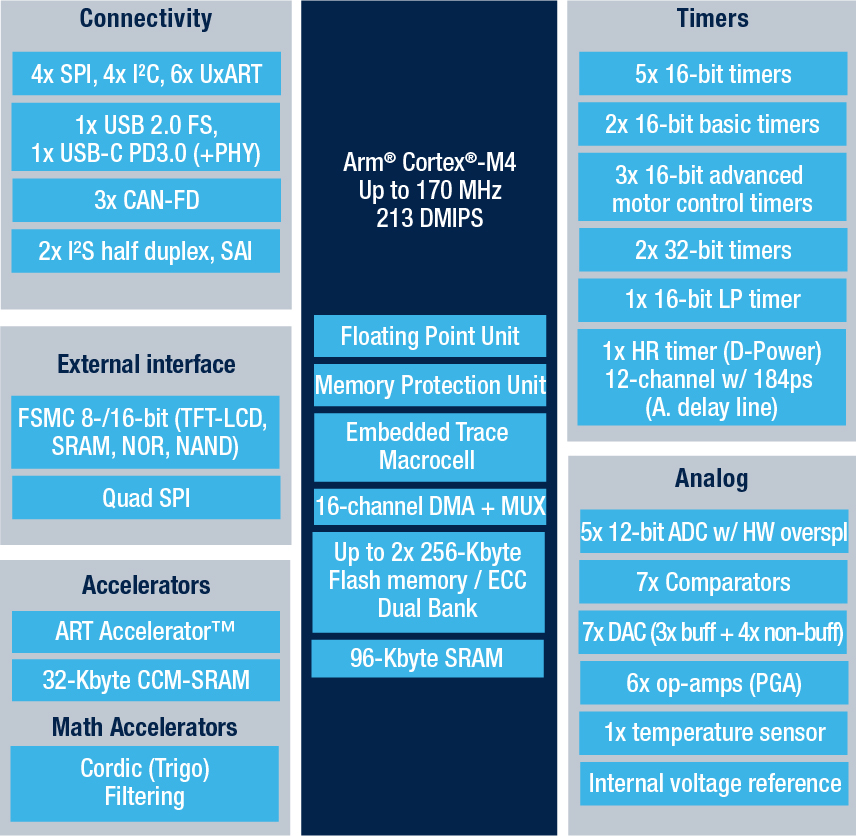 Connectivity
4x SPI, 4x I²C, 6x UxART
1x USB 2.0 FS,
1x USB-C PD3.0 (+PHY)
3x CAN-FD
2x I²S half duplex, SAI
External interface
FSMC 8-/16-bit (TFT-LCD,
SRAM, NOR, NAND)
Quad SPI
Accelerators
ART Accelerator™
32-Kbyte CCM-SRAM
Math Accelerators
Cordic (Trigo)
Filtering
Arm® Cortex®-M4
Up to 170 MHz
213 DMIPS
Floating Point Unit
Memory Protection Unit
Embedded Trace
Macrocell
16-channel DMA + MUX
Up to 2x 256-Kbyte
Flash memory / ECC
Dual Bank
96-Kbyte SRAM
Timers
5x 16-bit timers
2x 16-bit basic timers
3x 16-bit advanced
motor control timers
2x 32-bit timers
1x 16-bit LP timer
1x HR timer (D-Power)
12-channel w/ 184ps
(A. delay line)
Analog
5x 12-bit ADC w/ HW overspl
7x Comparators
7x DAC (3x buff + 4x non-buff)
6x op-amps (PGA)
1x temperature sensor
Internal voltage reference